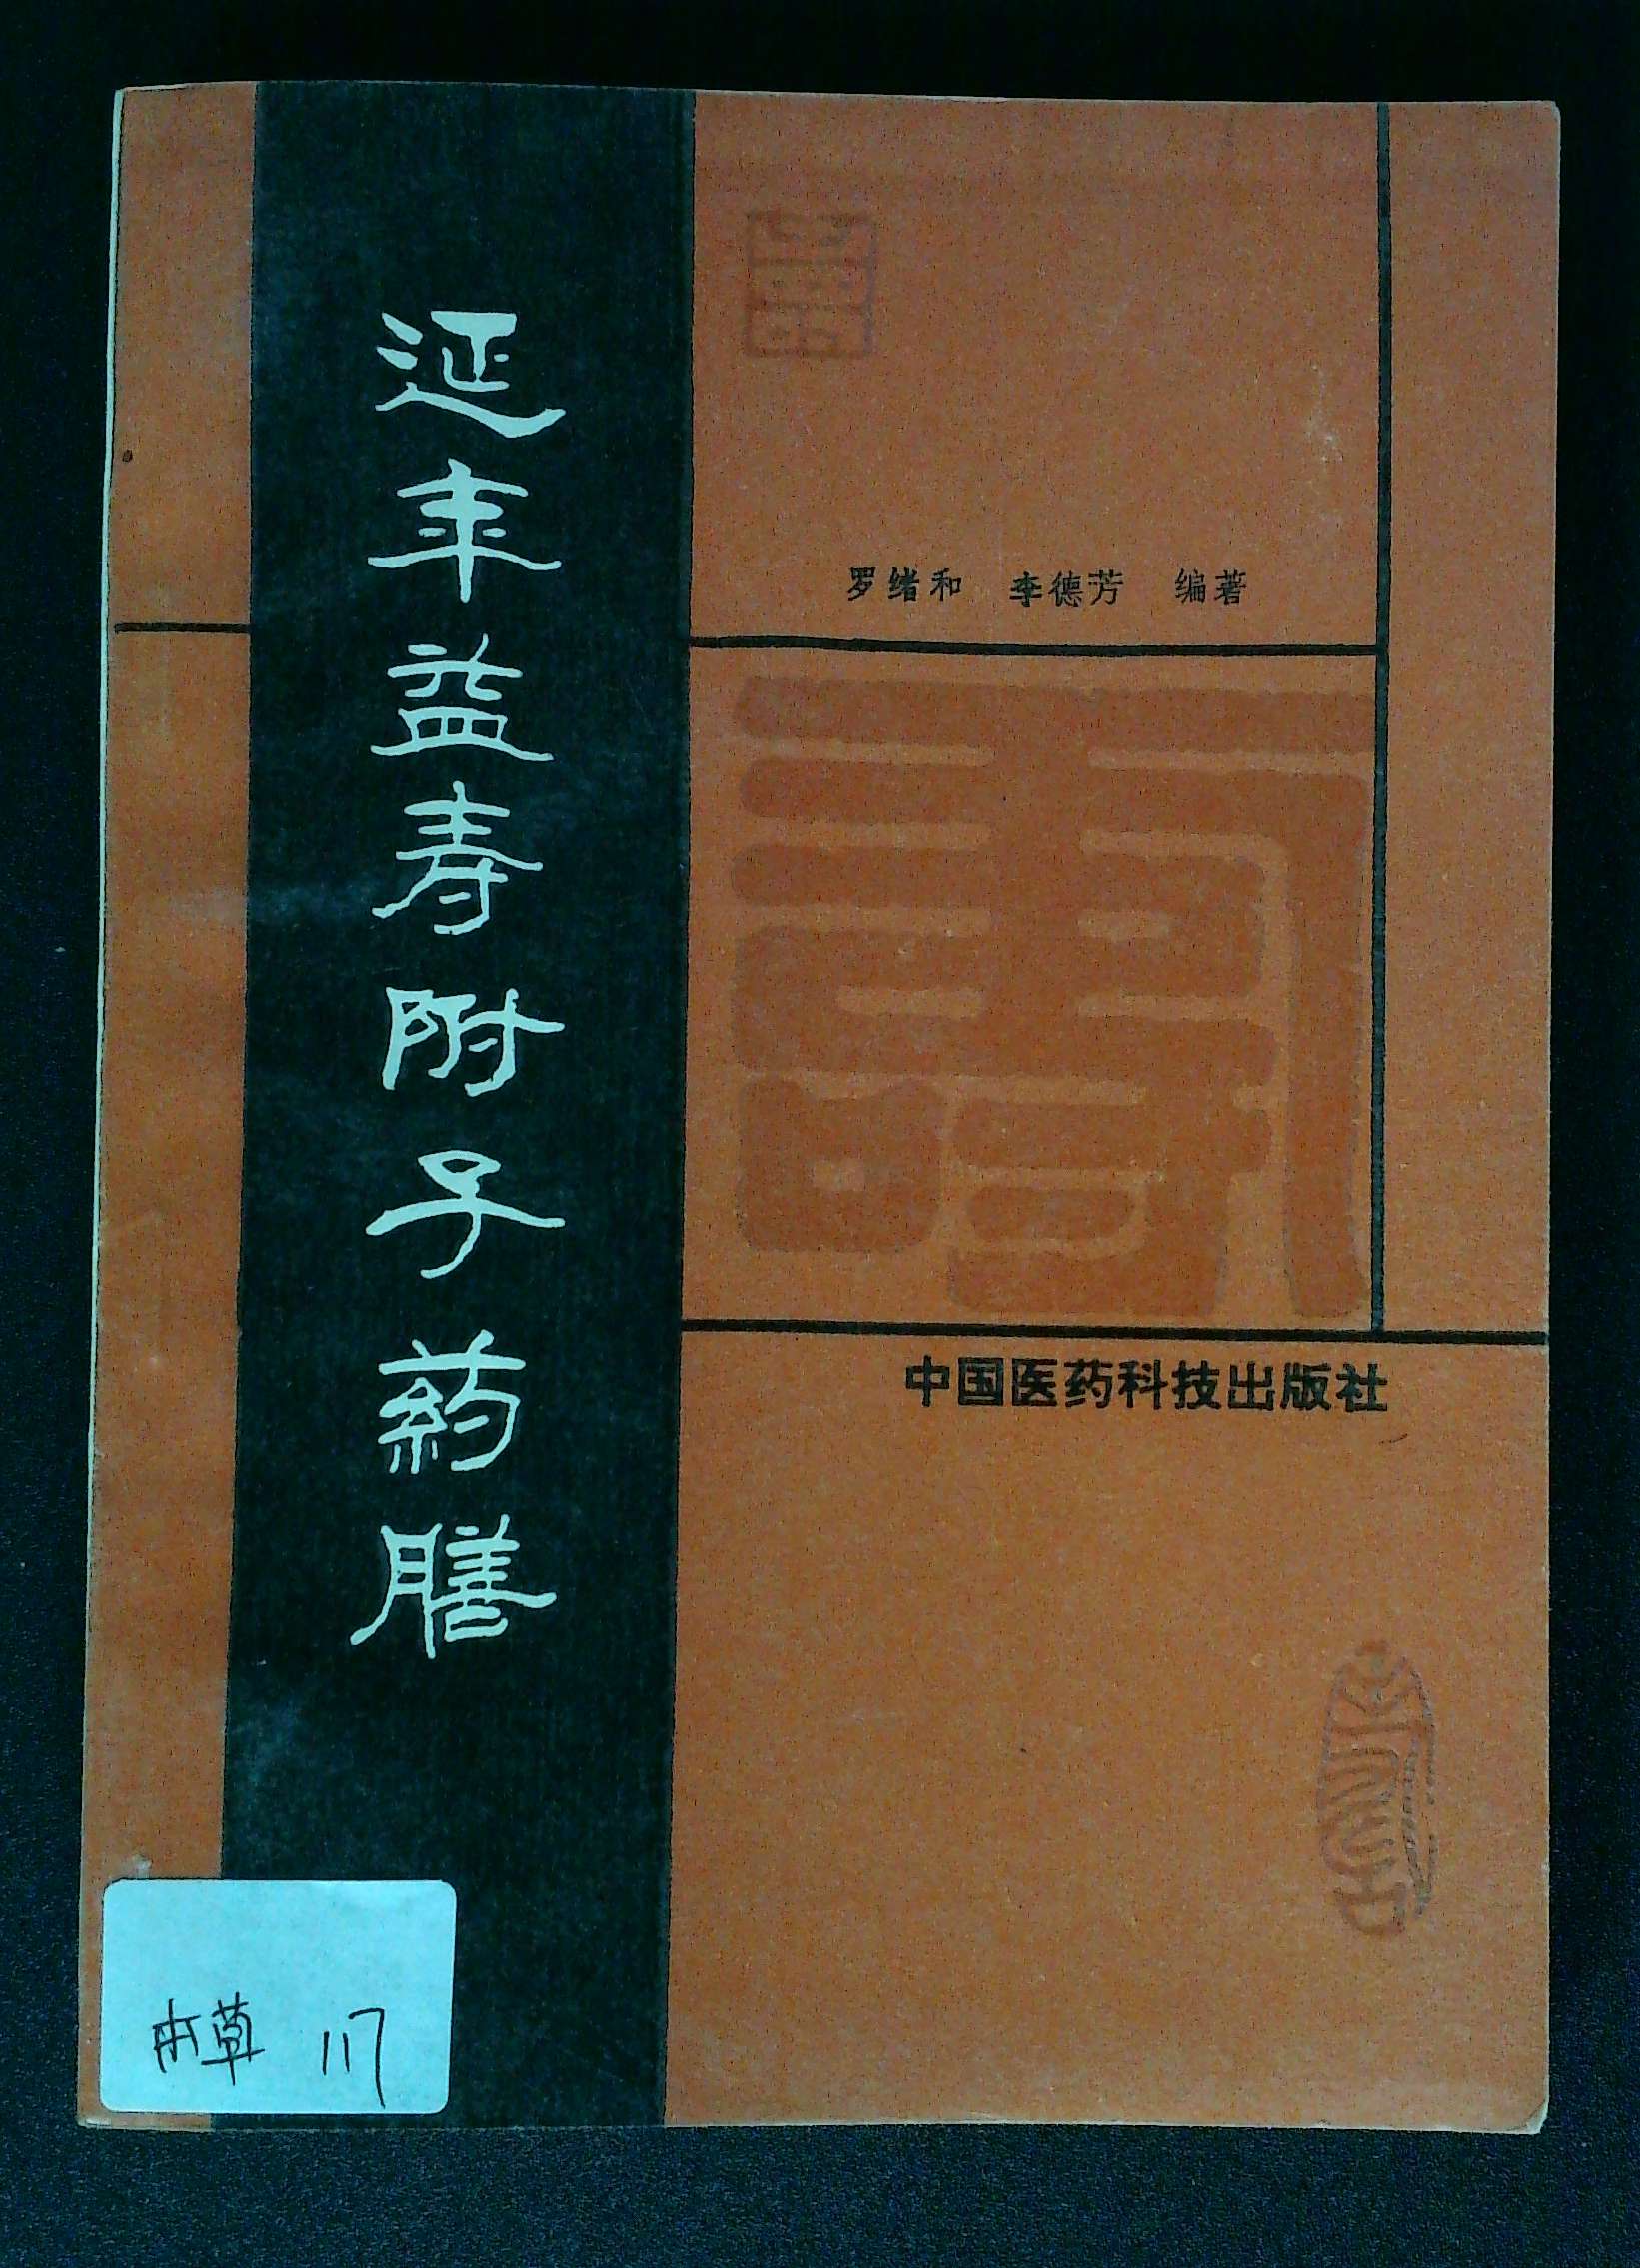 延年益寿附子药膳
罗绪和 李德芳 编著
中国医药科技出版社
本草 117